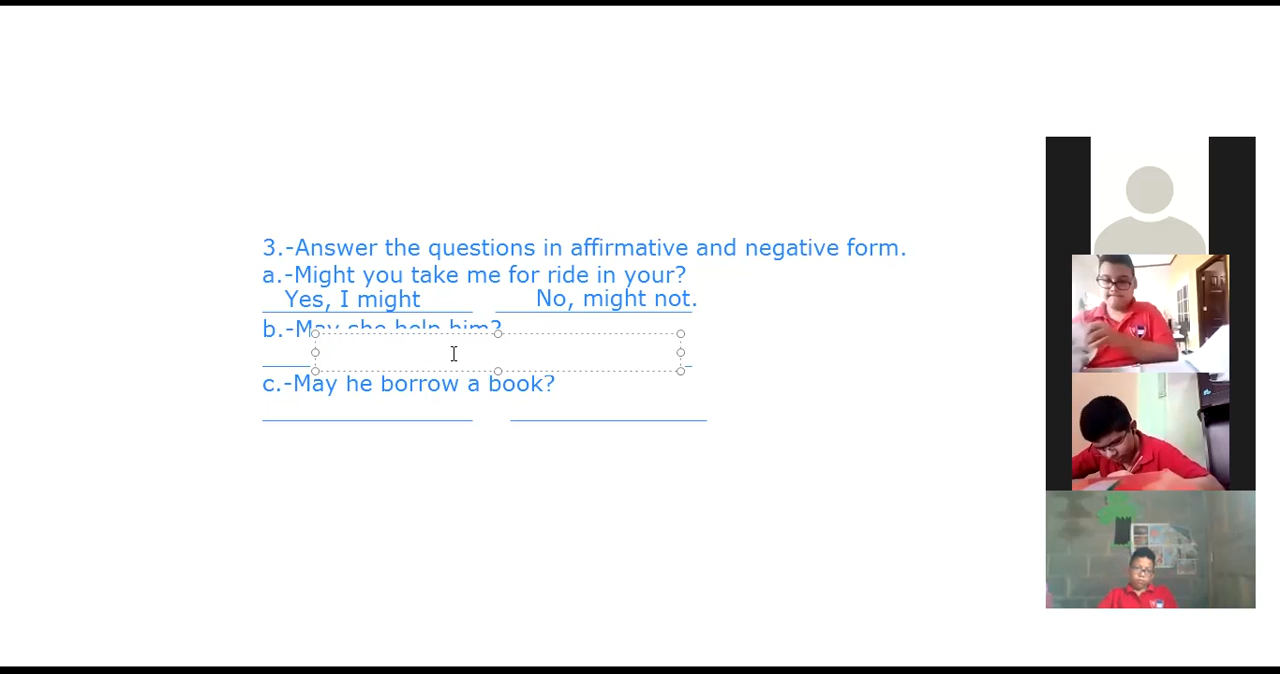 3.-Answer the questions in affirmative and negative form.
a.-Might you take me for ride in your?
Yes, I might No, might not.
b.-May she help him?
c.-May he borrow a book?